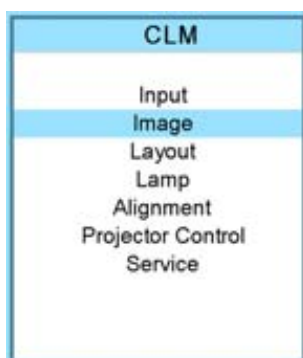 CLM
Input
Image
Layout
Lamp
Alignment
Projector Control
Service